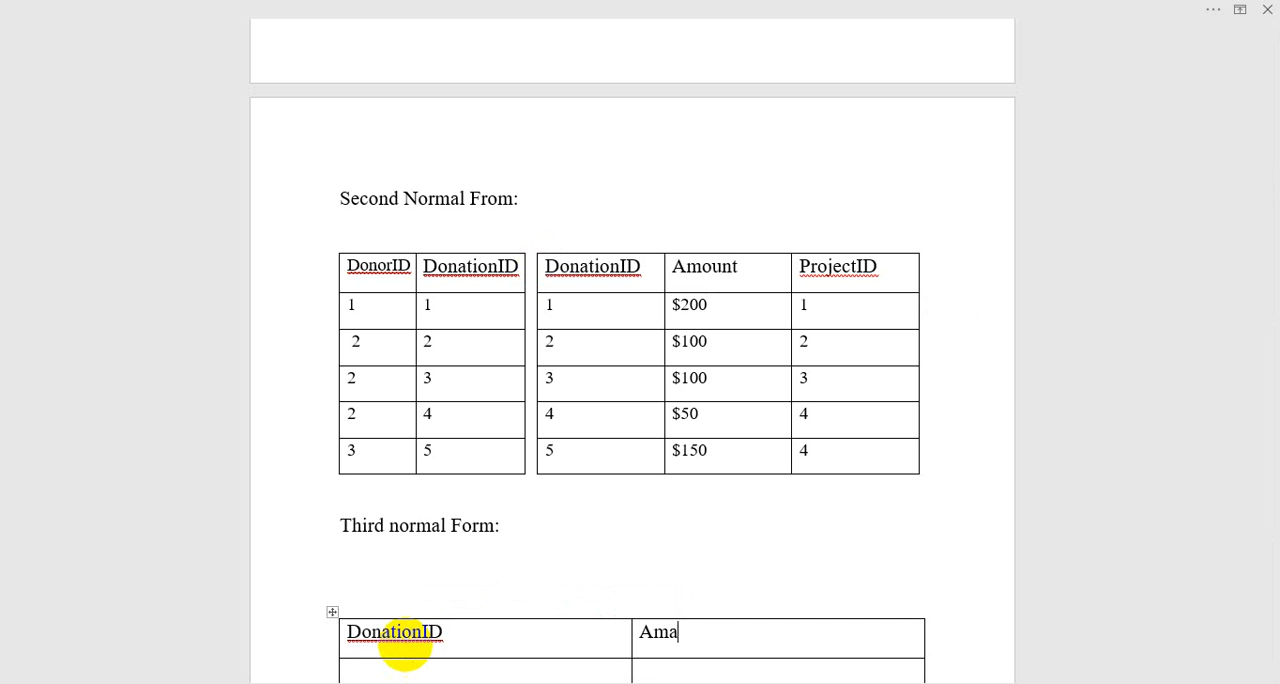 Second Normal From:
DonorID DonationID DonationID Amount ProjectID
1 1 1 $200 1
2 2 2 $100 2
2 3 3 $100 3
2 4 4 $50 4
3 5 5 $150 4
Third normal Form:
DonationID Ama